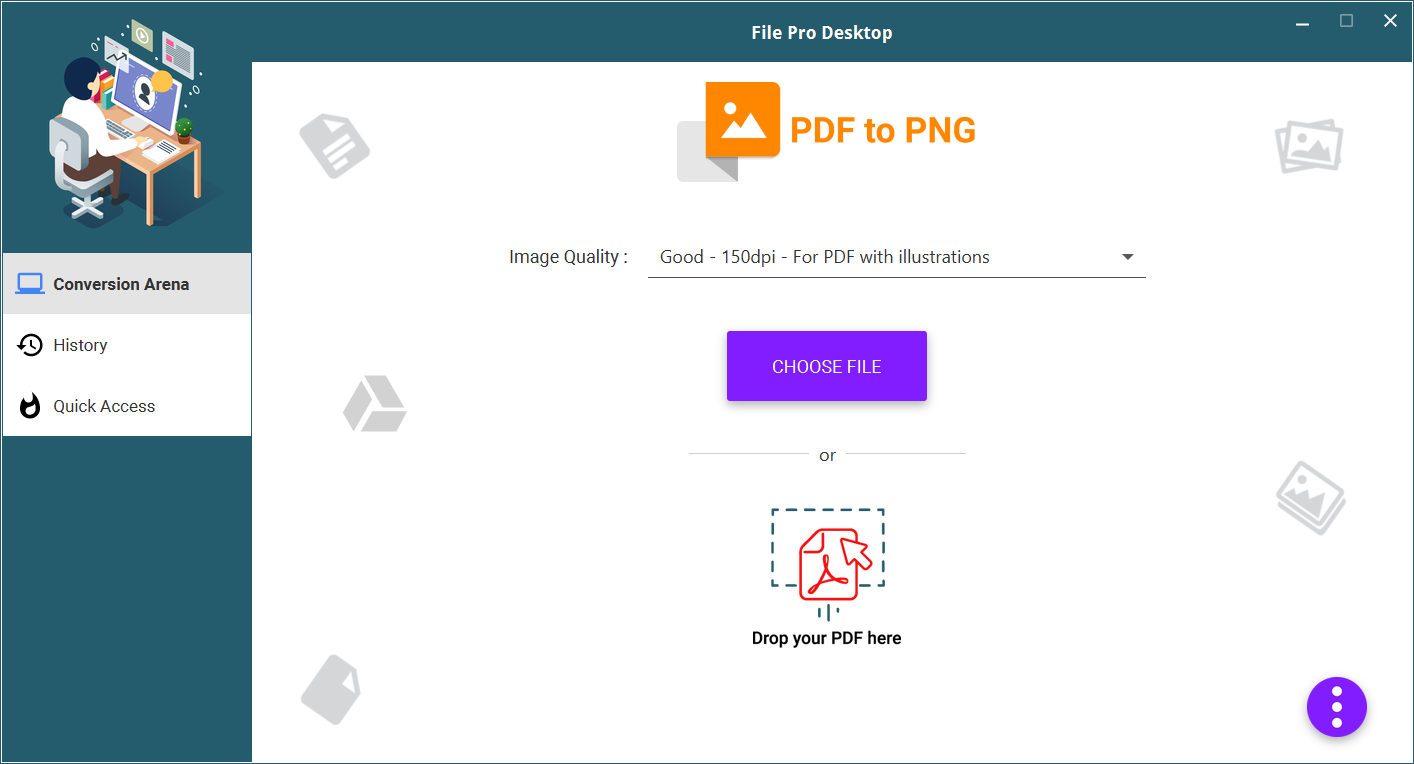 File Pro Desktop
PDF to PNG
Image Quality :
Good - 150dpi - For PDF with illustrations
Conversion Arena
History
Quick Access
CHOOSE FILE
or
Drop your PDF here